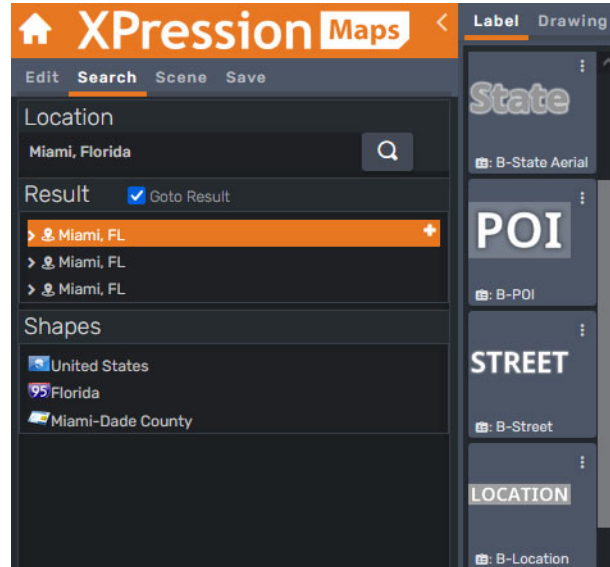 XPression Maps
Edit Search Scene Save
Location
Miami, Florida
Result Goto Result
Miami, FL
Miami, FL
Miami, FL
Shapes
United States
95 Florida
Miami-Dade County
Label Drawing
State
: B-State Aerial
POI
: B-POI
STREET
: B-Street
LOCATION
: B-Location